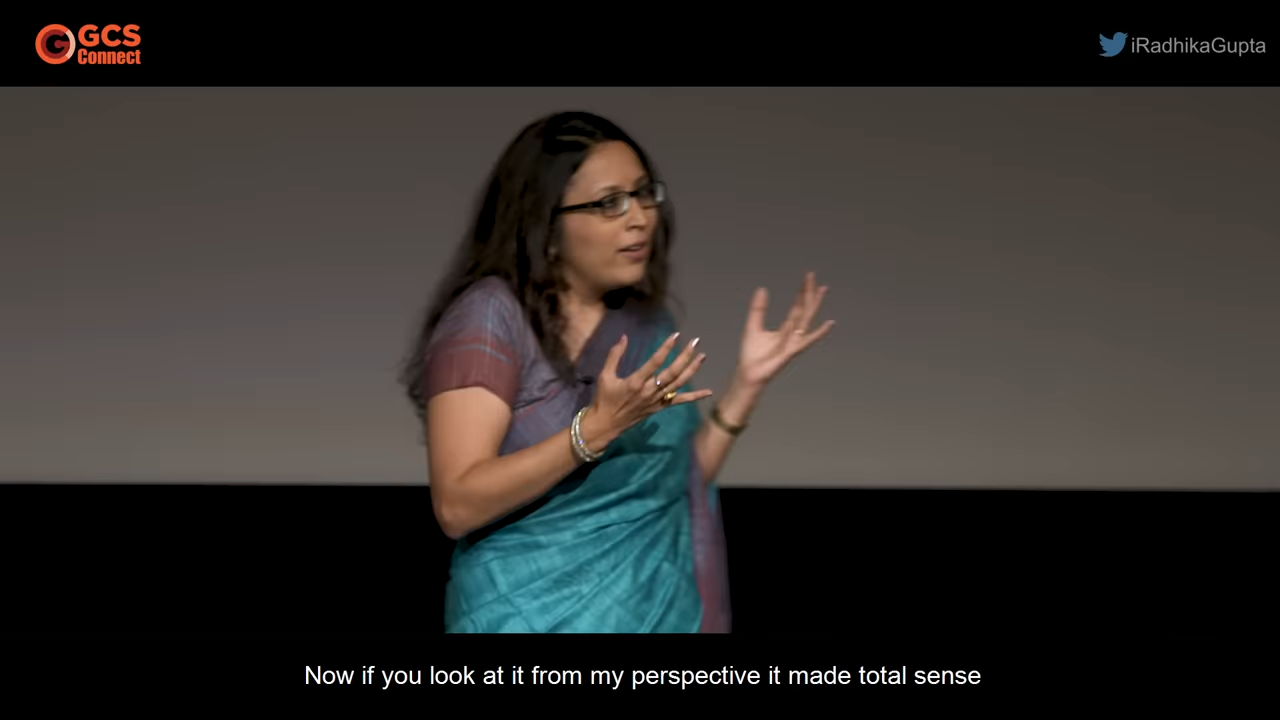 GCS
Connect
iRadhikaGupta
Now if you look at it from my perspective it made total sense